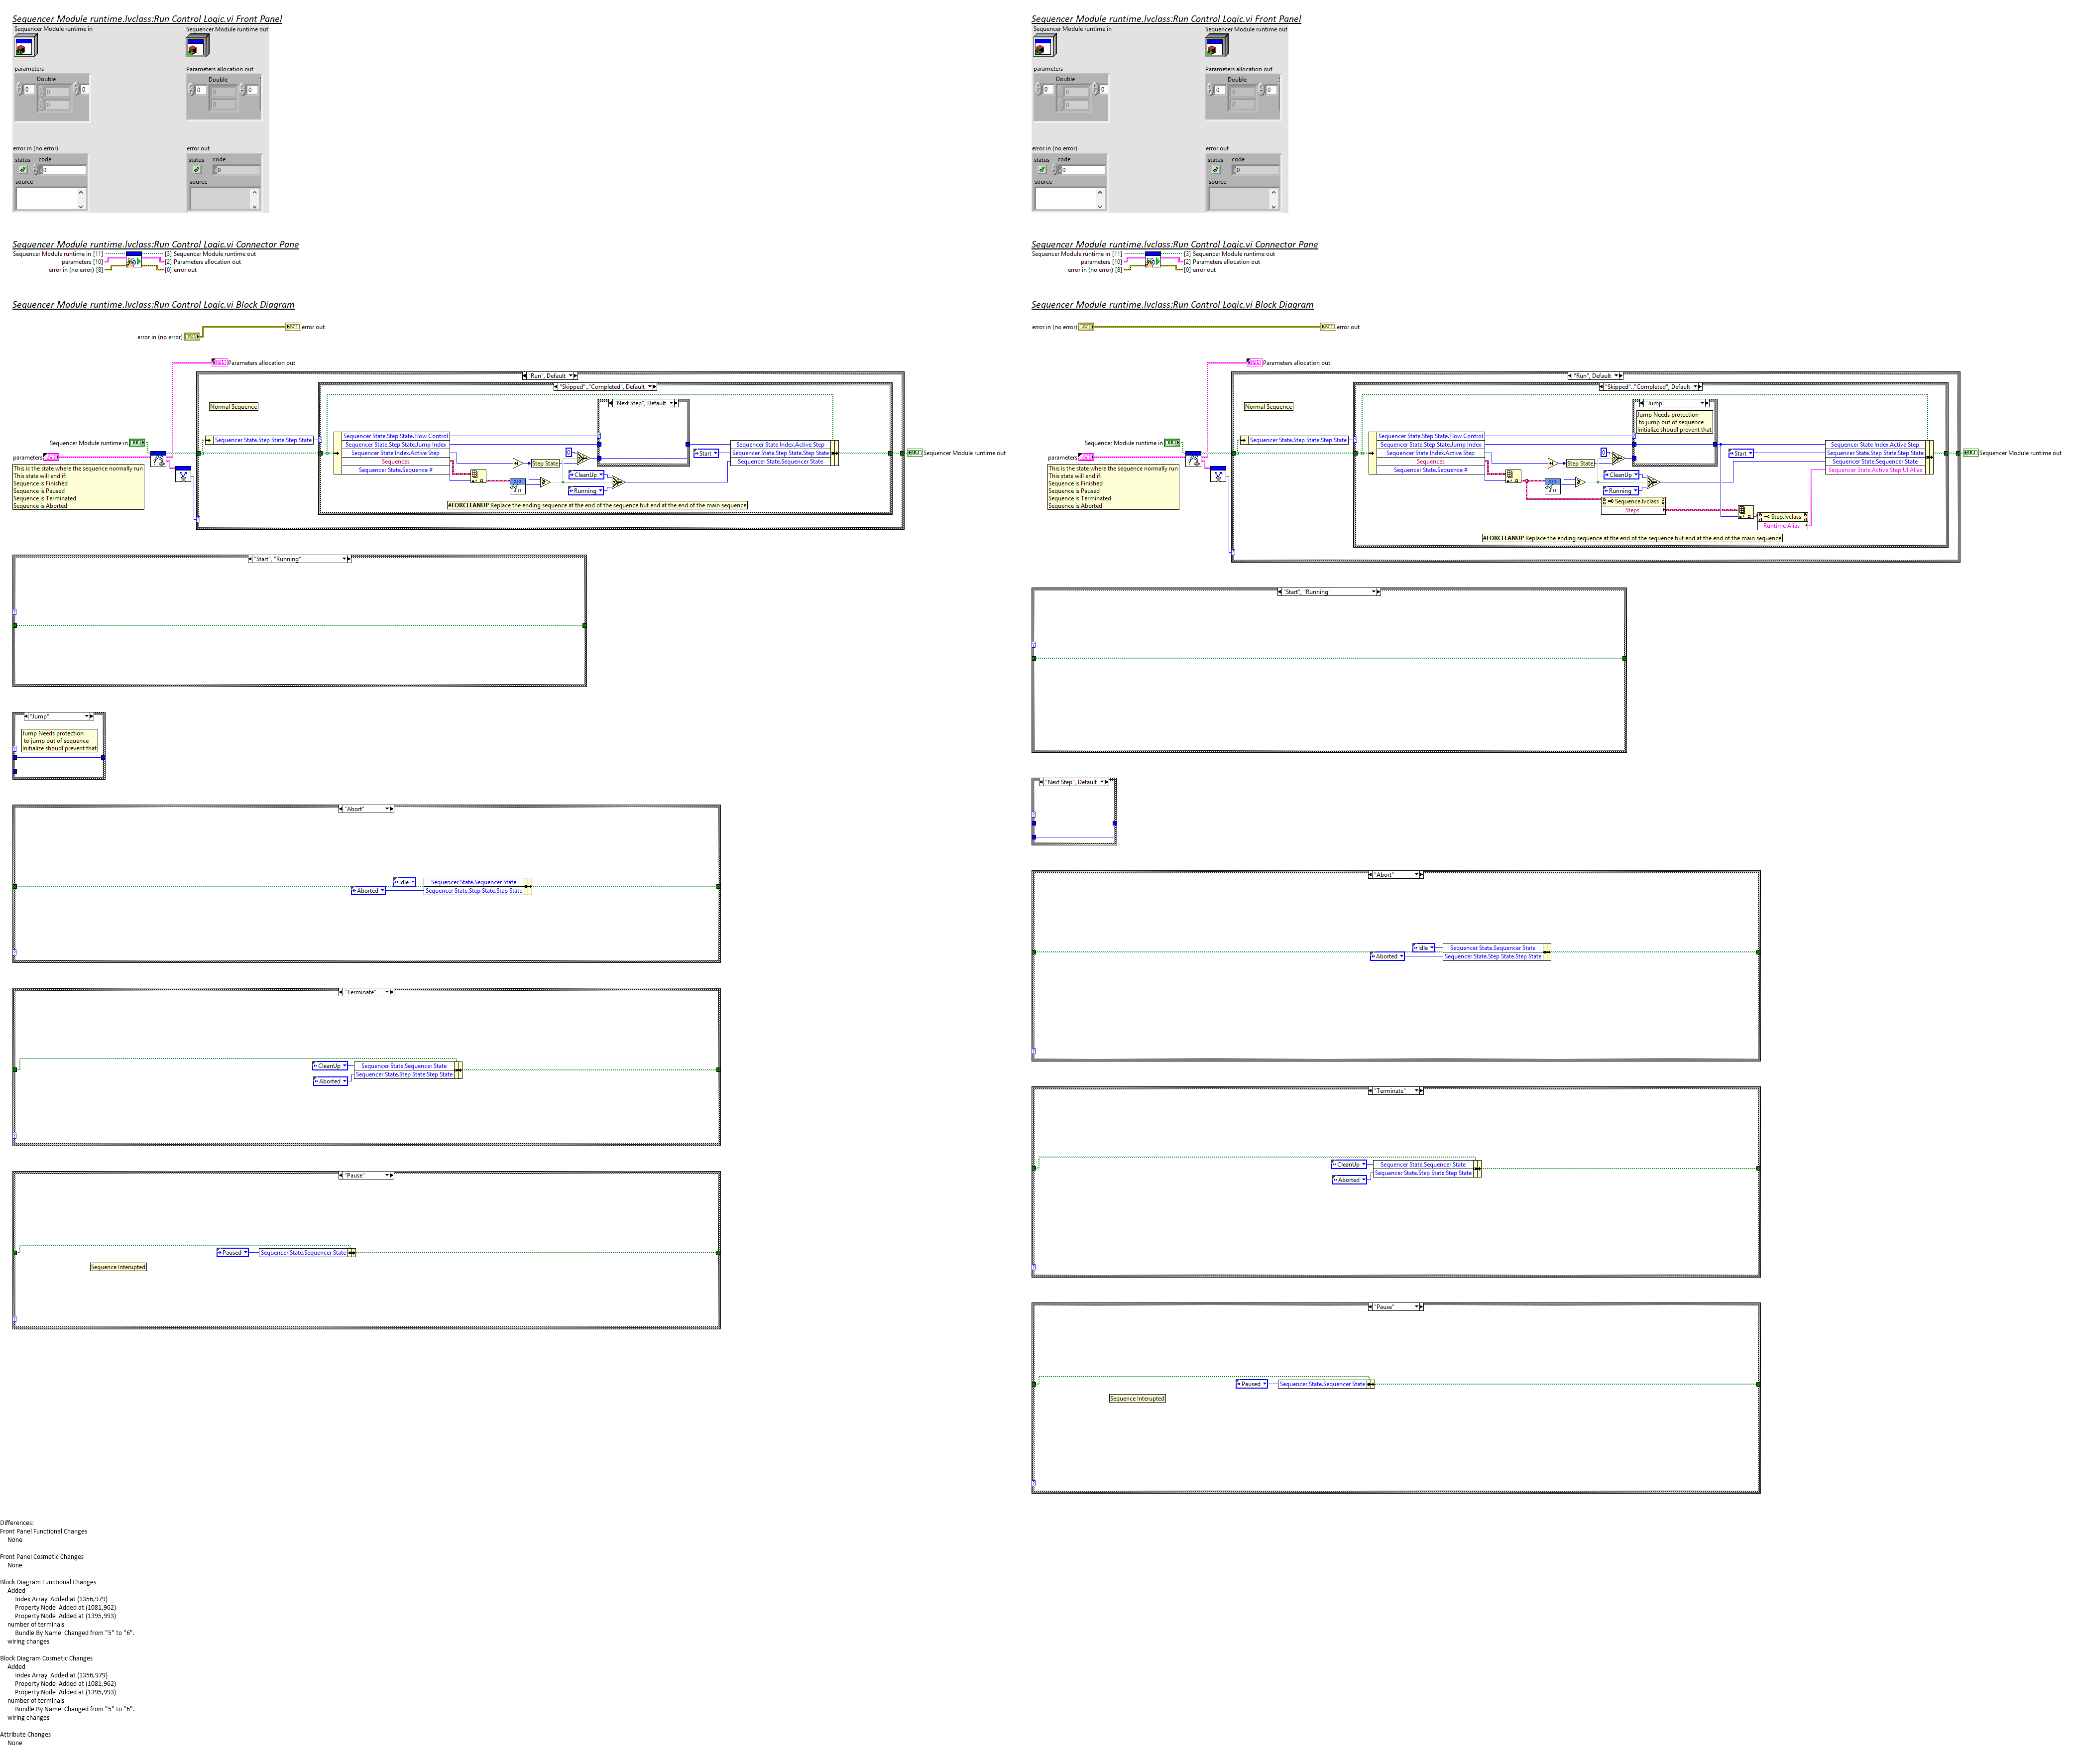 Sequencer Module runtime.lvclass:Run Control Logic.vi Front Panel
Sequencer Module runtime in
Sequencer Module runtime out
parameters
Parameters allocation out
Double
Double
0
0
0
0
0
0
0
0
error in (no error)
error out
status code
status code
0
0
source
source
Sequencer Module runtime.lvclass:Run Control Logic.vi Connector Pane
Sequencer Module runtime in [11]
[3] Sequencer Module runtime out
parameters [10]
[2] Parameters allocation out
error in (no error) [8]
[0] error out
Sequencer Module runtime.lvclass:Run Control Logic.vi Block Diagram
error out
error in (no error)
Parameters allocation out
"Run", Default
"Skipped".."Completed", Default
"Next Step", Default
Normal Sequence
Sequencer State.Step State.Flow Control
Sequencer State.Step State.Step State
Sequencer State.Step State.Jump Index
Sequencer State Index.Active Step
Sequences
Sequencer State.Sequence #
Sequencer Module runtime in
parameters
This is the state where the sequence normally run
This state will end if:
Sequence is Finished
Sequence is Paused
Sequence is Terminated
Sequence is Aborted
Step State
0
CleanUp
Running
Start
Sequencer State Index.Active Step
Sequencer State.Step State.Step State
Sequencer State.Sequencer State
Sequencer Module runtime out
#FORCLEANUP Replace the ending sequence at the end of the sequence but end at the end of the main sequence
"Start", "Running"
"Jump"
Jump Needs protection
to jump out of sequence
Initialize shoudl prevent that
"Abort"
Idle
Aborted
Sequencer State.Sequencer State
Sequencer State.Step State.Step State
"Terminate"
CleanUp
Aborted
Sequencer State.Sequencer State
Sequencer State.Step State.Step State
"Pause"
Paused
Sequencer State.Sequencer State
Sequence Interupted
Differences:
Front Panel Functional Changes
None
Front Panel Cosmetic Changes
None
Block Diagram Functional Changes
Added
Index Array  Added at (1356,979)
Property Node  Added at (1081,962)
Property Node  Added at (1395,993)
number of terminals
Bundle By Name  Changed from "5" to "6".
wiring changes
Block Diagram Cosmetic Changes
Added
Index Array  Added at (1356,979)
Property Node  Added at (1081,962)
Property Node  Added at (1395,993)
number of terminals
Bundle By Name  Changed from "5" to "6".
wiring changes
Attribute Changes
None
Sequencer Module runtime.lvclass:Run Control Logic.vi Front Panel
Sequencer Module runtime in
Sequencer Module runtime out
parameters
Parameters allocation out
Double
Double
0
0
0
0
0
0
0
0
error in (no error)
error out
status code
status code
0
0
source
source
Sequencer Module runtime.lvclass:Run Control Logic.vi Connector Pane
Sequencer Module runtime in [11]
[3] Sequencer Module runtime out
parameters [10]
[2] Parameters allocation out
error in (no error) [8]
[0] error out
Sequencer Module runtime.lvclass:Run Control Logic.vi Block Diagram
error in (no error)
error out
Parameters allocation out
"Run", Default
"Skipped".."Completed", Default
"Jump"
Jump Needs protection
to jump out of sequence
Initialize shoudl prevent that
Normal Sequence
Sequencer State.Step State.Flow Control
Sequencer State.Step State.Step State
Sequencer State.Step State.Jump Index
Sequencer State Index.Active Step
Sequences
Sequencer State.Sequence #
Sequencer Module runtime in
parameters
This is the state where the sequence normally run
This state will end if:
Sequence is Finished
Sequence is Paused
Sequence is Terminated
Sequence is Aborted
Step State
0
CleanUp
Running
Start
Sequencer State Index.Active Step
Sequencer State.Step State.Step State
Sequencer State.Sequencer State
Sequencer State.Active Step UI Alias
Sequencer Module runtime out
Sequence.lvclass
Steps
Step.lvclass
Runtime Alias
#FORCLEANUP Replace the ending sequence at the end of the sequence but end at the end of the main sequence
"Start", "Running"
"Next Step", Default
"Abort"
Idle
Aborted
Sequencer State.Sequencer State
Sequencer State.Step State.Step State
"Terminate"
CleanUp
Aborted
Sequencer State.Sequencer State
Sequencer State.Step State.Step State
"Pause"
Paused
Sequencer State.Sequencer State
Sequence Interupted